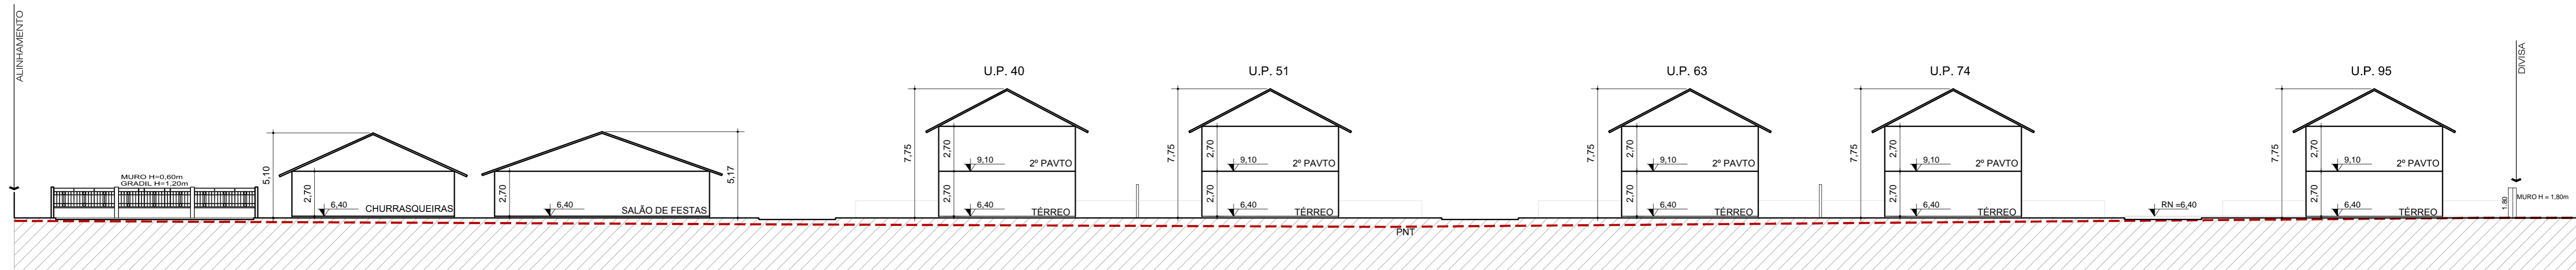 ALINHAMENTO
MURO H=0,60m
GRADIL H=1,20m
5,10
2,70
6,40
CHURRASQUEIRAS
2,70
6,40
SALÃO DE FESTAS
5,17
U.P. 40
7,75
2,70
9,10
2º PAVTO
2,70
6,40
TÉRREO
U.P. 51
7,75
2,70
9,10
2º PAVTO
2,70
6,40
TÉRREO
PNT
U.P. 63
7,75
2,70
9,10
2º PAVTO
2,70
6,40
TÉRREO
U.P. 74
7,75
2,70
9,10
2º PAVTO
2,70
6,40
TÉRREO
RN =6,40
U.P. 95
7,75
2,70
9,10
2º PAVTO
2,70
6,40
TÉRREO
DIVISA
1,80
MURO H = 1,80m